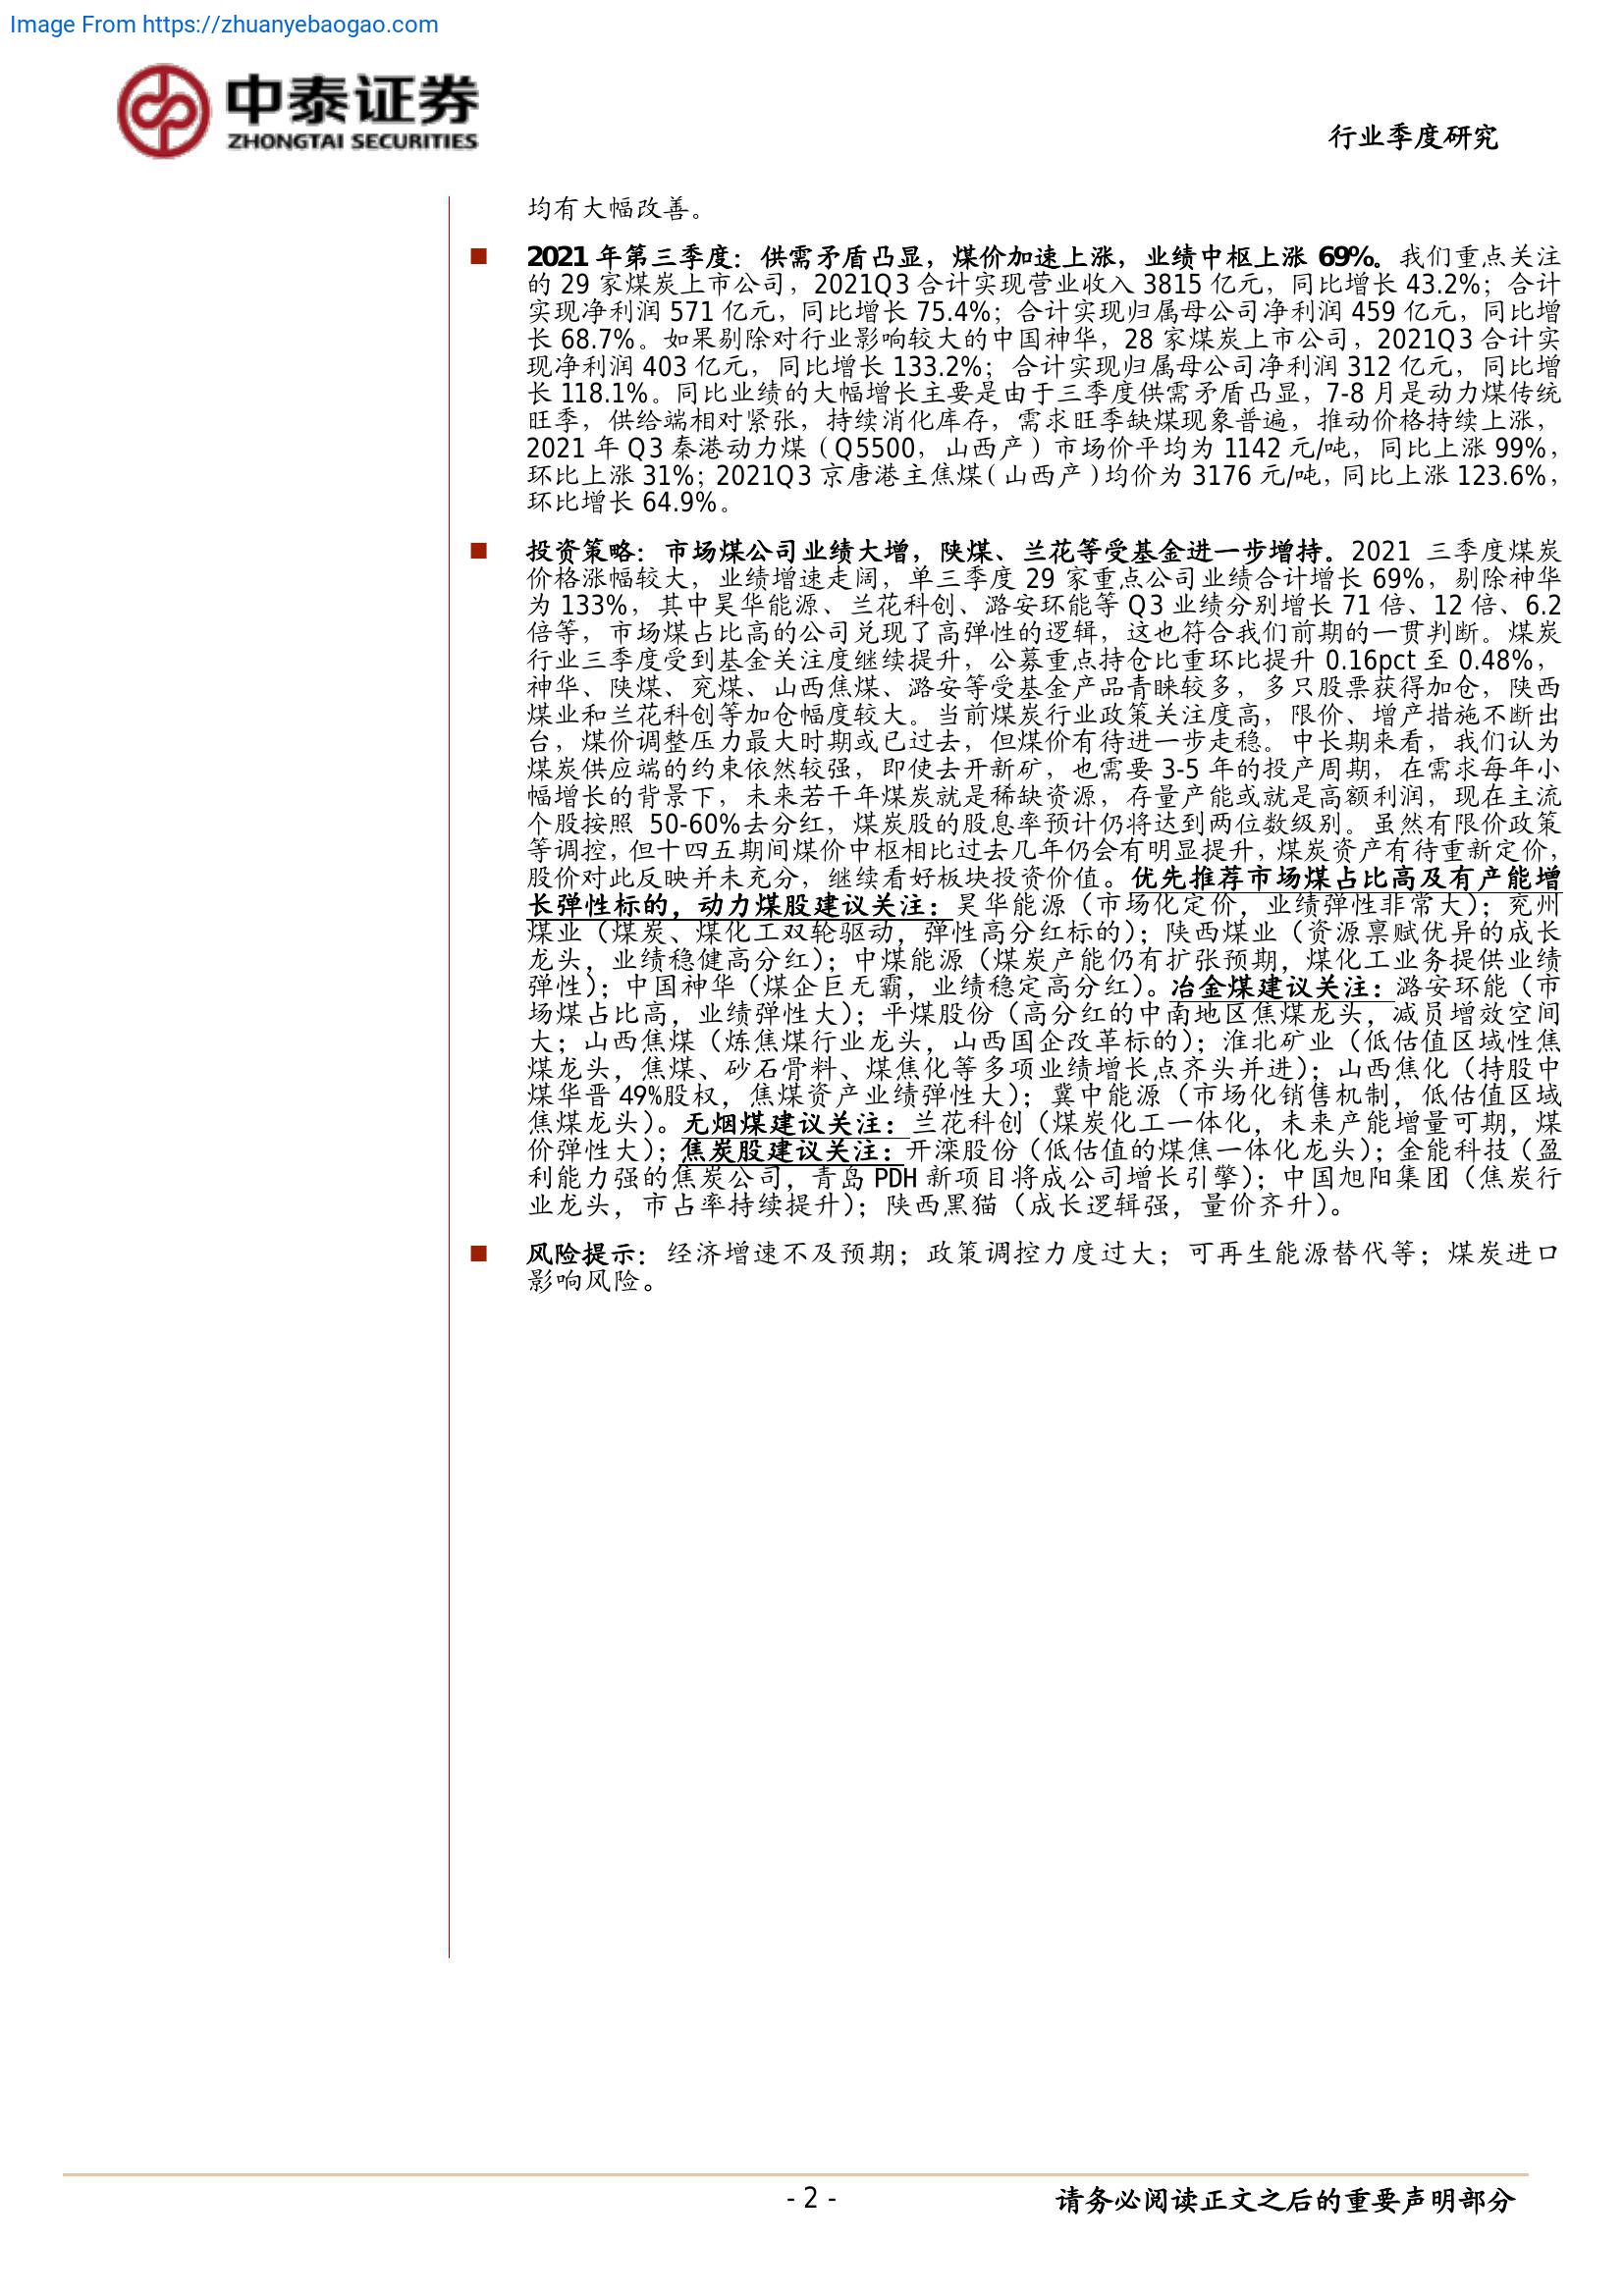 Image From https://zhuanyebaogao.com
中泰证券
ZHONGTAI SECURITIES
行业季度研究
均有大幅改善。
■ 2021 年第三季度：供需矛盾凸显，煤价加速上涨，业绩中枢上涨 69%。我们重点关注
的 29 家煤炭上市公司，2021Q3 合计实现营业收入 3815 亿元，同比增长 43.2%；合计
实现净利润 571 亿元，同比增长 75.4%；合计实现归属母公司净利润 459 亿元，同比增
长 68.7%。如果剔除对行业影响较大的中国神华，28 家煤炭上市公司，2021Q3 合计实
现净利润 403 亿元，同比增长 133.2%；合计实现归属母公司净利润 312 亿元，同比增
长 118.1%。同比业绩的大幅增长主要是由于三季度供需矛盾凸显，7-8 月是动力煤传统
旺季，供给端相对紧张，持续消化库存，需求旺季缺煤现象普遍，推动价格持续上涨，
2021 年 Q3 秦港动力煤（Q5500，山西产）市场价平均为 1142 元/吨，同比上涨 99%，
环比上涨 31%；2021Q3 京唐港主焦煤（山西产）均价为 3176 元/吨，同比上涨 123.6%，
环比增长 64.9%。
■ 投资策略：市场煤公司业绩大增，陕煤、兰花等受基金进一步增持。2021 三季度煤炭
价格涨幅较大，业绩增速走阔，单三季度 29 家重点公司业绩合计增长 69%，剔除神华
为 133%，其中昊华能源、兰花科创、潞安环能等 Q3 业绩分别增长 71 倍、12 倍、6.2
倍等，市场煤占比高的公司兑现了高弹性的逻辑，这也符合我们前期的一贯判断。煤炭
行业三季度受到基金关注度继续提升，公募重点持仓比重环比提升 0.16pct 至 0.48%，
神华、陕煤、兖煤、山西焦煤、潞安等受基金产品青睐较多，多只股票获得加仓，陕西
煤业和兰花科创等加仓幅度较大。当前煤炭行业政策关注度高，限价、增产措施不断出
台，煤价调整压力最大时期或已过去，但煤价有待进一步走稳。中长期来看，我们认为
煤炭供应端的约束依然较强，即使去开新矿，也需要 3-5 年的投产周期，在需求每年小
幅增长的背景下，未来若干年煤炭就是稀缺资源，存量产能或就是高额利润，现在主流
个股按照 50-60%去分红，煤炭股的股息率预计仍将达到两位数级别。虽然有限价政策
等调控，但十四五期间煤价中枢相比过去几年仍会有明显提升，煤炭资产有待重新定价，
股价对此反映并未充分，继续看好板块投资价值。优先推荐市场煤占比高及有产能增
长弹性标的，动力煤股建议关注：昊华能源（市场化定价，业绩弹性非常大）；兖州
煤业（煤炭、煤化工双轮驱动，弹性高分红标的）；陕西煤业（资源禀赋优异的成长
龙头，业绩稳健高分红）；中煤能源（煤炭产能仍有扩张预期，煤化工业务提供业绩
弹性）；中国神华（煤企巨无霸，业绩稳定高分红）。冶金煤建议关注：潞安环能（市
场煤占比高，业绩弹性大）；平煤股份（高分红的中南地区焦煤龙头，减员增效空间
大；山西焦煤（炼焦煤行业龙头，山西国企改革标的）；淮北矿业（低估值区域性焦
煤龙头，焦煤、砂石骨料、煤焦化等多项业绩增长点齐头并进）；山西焦化（持股中
煤华晋 49%股权，焦煤资产业绩弹性大）；冀中能源（市场化销售机制，低估值区域
焦煤龙头）。无烟煤建议关注：兰花科创（煤炭化工一体化，未来产能增量可期，煤
价弹性大）；焦炭股建议关注：开滦股份（低估值的煤焦一体化龙头）；金能科技（盈
利能力强的焦炭公司，青岛 PDH 新项目将成公司增长引擎）；中国旭阳集团（焦炭行
业龙头，市占率持续提升）；陕西黑猫（成长逻辑强，量价齐升）。
■ 风险提示：经济增速不及预期；政策调控力度过大；可再生能源替代等；煤炭进口
影响风险。
- 2 -
请务必阅读正文之后的重要声明部分